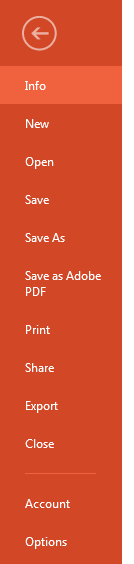 Info
New
Open
Save
Save As
Save as Adobe
PDF
Print
Share
Export
Close
Account
Options